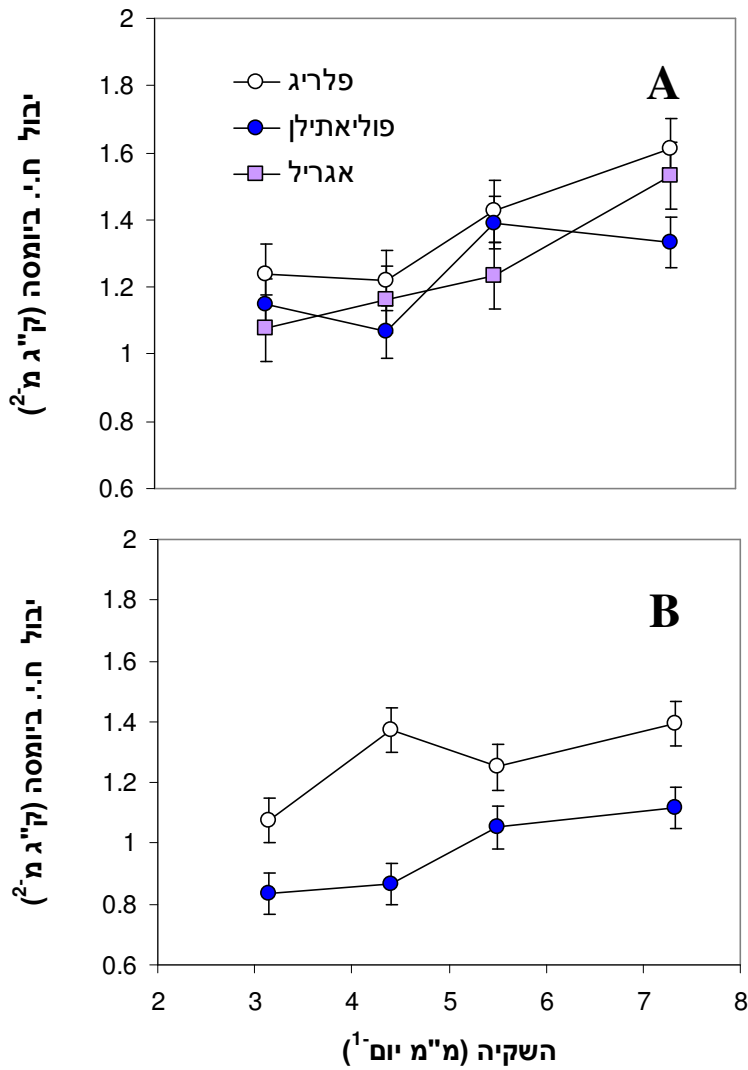 A
פלריג
פוליאתילן
אגריל
יבול ח.י. ביומסה (ק"ג מ-2)
2
1.8
1.6
1.4
1.2
1
0.8
0.6
B
יבול ח.י. ביומסה (ק"ג מ-2)
2
1.8
1.6
1.4
1.2
1
0.8
0.6
2 3 4 5 6 7 8
השקיה (מ"מ יום-1)